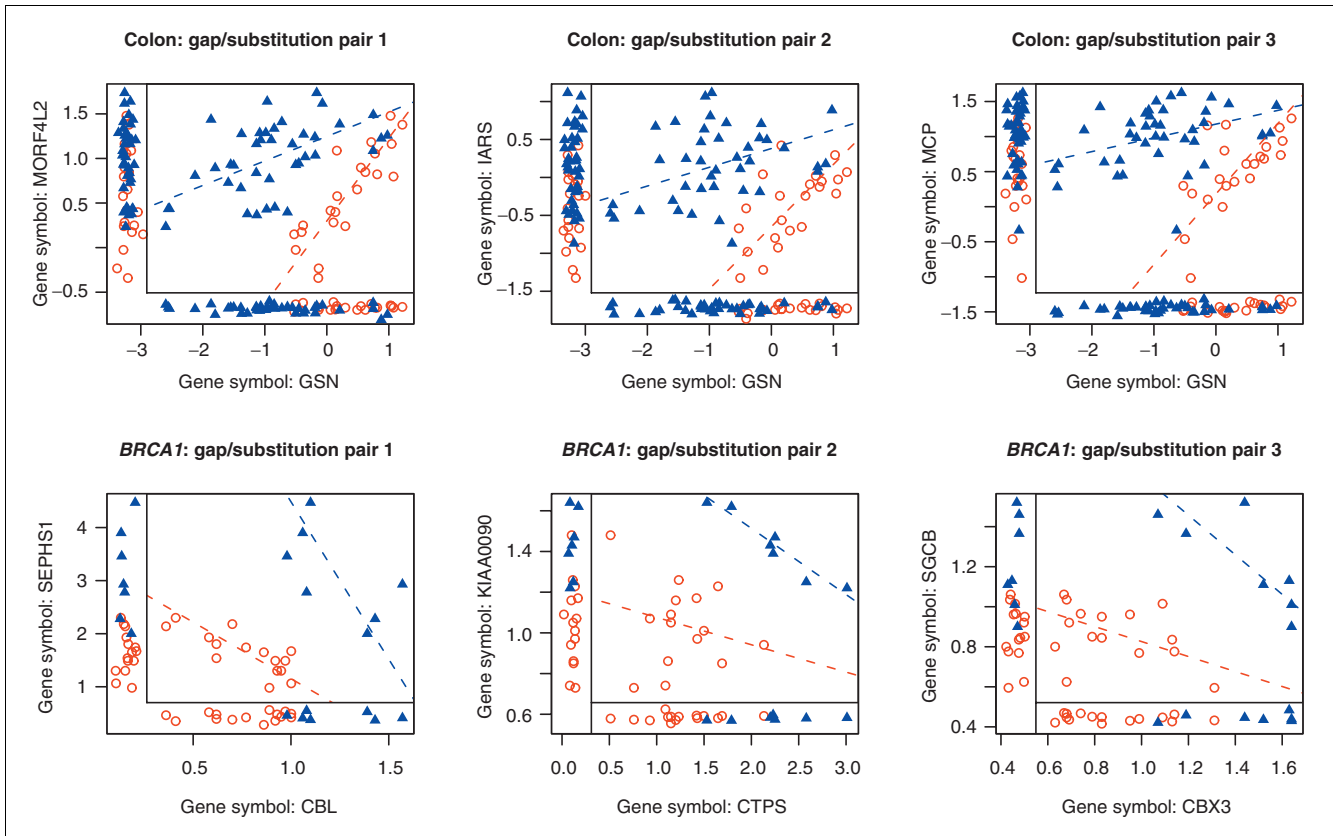 Colon: gap/substitution pair 1
Gene symbol: MORF4L2
1.5
1.0
0.5
−0.5
−3
−2
−1
0
1
Gene symbol: GSN
Colon: gap/substitution pair 2
Gene symbol: IARS
0.5
−0.5
−1.5
−3
−2
−1
0
1
Gene symbol: GSN
Colon: gap/substitution pair 3
Gene symbol: MCP
1.5
0.5
−0.5
−1.5
−3
−2
−1
0
1
Gene symbol: GSN
BRCA1: gap/substitution pair 1
Gene symbol: SEPHS1
4
3
2
1
0.5
1.0
1.5
Gene symbol: CBL
BRCA1: gap/substitution pair 2
Gene symbol: KIAA0090
1.4
1.0
0.6
0.0
0.5
1.0
1.5
2.0
2.5
3.0
Gene symbol: CTPS
BRCA1: gap/substitution pair 3
Gene symbol: SGCB
1.2
0.8
0.4
0.4
0.6
0.8
1.0
1.2
1.4
1.6
Gene symbol: CBX3